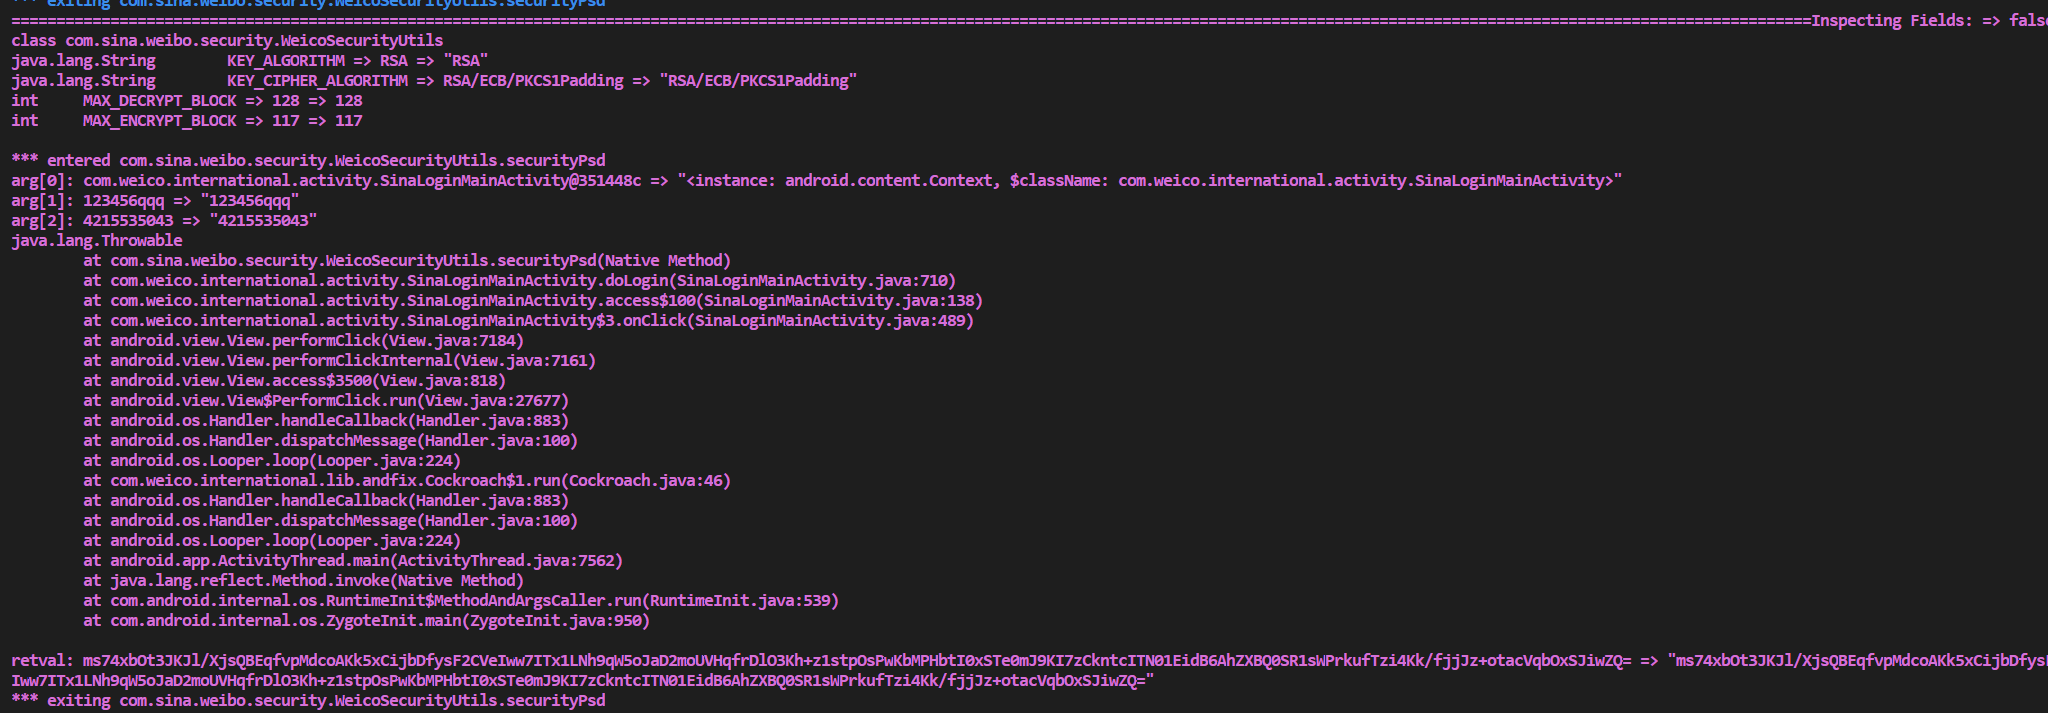 *** exiting com.sina.weibo.security.WeicoSecurityUtils.securityPsd
Inspecting Fields: => false
class com.sina.weibo.security.WeicoSecurityUtils
java.lang.String        KEY_ALGORITHM => RSA => "RSA"
java.lang.String        KEY_CIPHER_ALGORITHM => RSA/ECB/PKCS1Padding => "RSA/ECB/PKCS1Padding"
int     MAX_DECRYPT_BLOCK => 128 => 128
int     MAX_ENCRYPT_BLOCK => 117 => 117
*** entered com.sina.weibo.security.WeicoSecurityUtils.securityPsd
arg[0]: com.weico.international.activity.SinaLoginMainActivity@351448c => "<instance: android.content.Context, $className: com.weico.international.activity.SinaLoginMainActivity>"
arg[1]: 123456qqq => "123456qqq"
arg[2]: 4215535043 => "4215535043"
java.lang.Throwable
        at com.sina.weibo.security.WeicoSecurityUtils.securityPsd(Native Method)
        at com.weico.international.activity.SinaLoginMainActivity.doLogin(SinaLoginMainActivity.java:710)
        at com.weico.international.activity.SinaLoginMainActivity.access$100(SinaLoginMainActivity.java:138)
        at com.weico.international.activity.SinaLoginMainActivity$3.onClick(SinaLoginMainActivity.java:489)
        at android.view.View.performClick(View.java:7184)
        at android.view.View.performClickInternal(View.java:7161)
        at android.view.View.access$3500(View.java:818)
        at android.view.View$PerformClick.run(View.java:27677)
        at android.os.Handler.handleCallback(Handler.java:883)
        at android.os.Handler.dispatchMessage(Handler.java:100)
        at android.os.Looper.loop(Looper.java:224)
        at com.weico.international.lib.andfix.Cockroach$1.run(Cockroach.java:46)
        at android.os.Handler.handleCallback(Handler.java:883)
        at android.os.Handler.dispatchMessage(Handler.java:100)
        at android.os.Looper.loop(Looper.java:224)
        at android.app.ActivityThread.main(ActivityThread.java:7562)
        at java.lang.reflect.Method.invoke(Native Method)
        at com.android.internal.os.RuntimeInit$MethodAndArgsCaller.run(RuntimeInit.java:539)
        at com.android.internal.os.ZygoteInit.main(ZygoteInit.java:950)
retval: ms74xbOt3JKJl/XjsQBEqfvpMdcoAKk5xCijbDfysF2CVeIww7ITx1LNh9qW5oJaD2moUVHqfrDlO3Kh+z1stpOsPwKbMPHbtI0xSTe0mJ9KI7zCkntcITN01EidB6AhZXBQ0SR1sWPrkufTzi4Kk/fjjJz+otacVqbOxSJiwZQ= => "ms74xbOt3JKJl/XjsQBEqfvpMdcoAKk5xCijbDfysF
Iww7ITx1LNh9qW5oJaD2moUVHqfrDlO3Kh+z1stpOsPwKbMPHbtI0xSTe0mJ9KI7zCkntcITN01EidB6AhZXBQ0SR1sWPrkufTzi4Kk/fjjJz+otacVqbOxSJiwZQ="
*** exiting com.sina.weibo.security.WeicoSecurityUtils.securityPsd